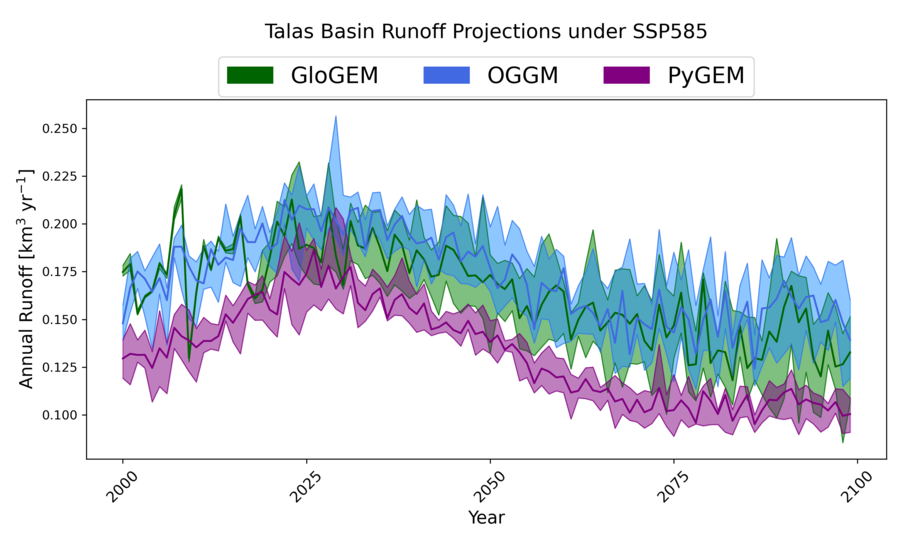 Talas Basin Runoff Projections under SSP585
GloGEM OGGM PyGEM
Annual Runoff [km³ yr⁻¹]
0.250
0.225
0.200
0.175
0.150
0.125
0.100
2000 2025 2050 2075 2100
Year